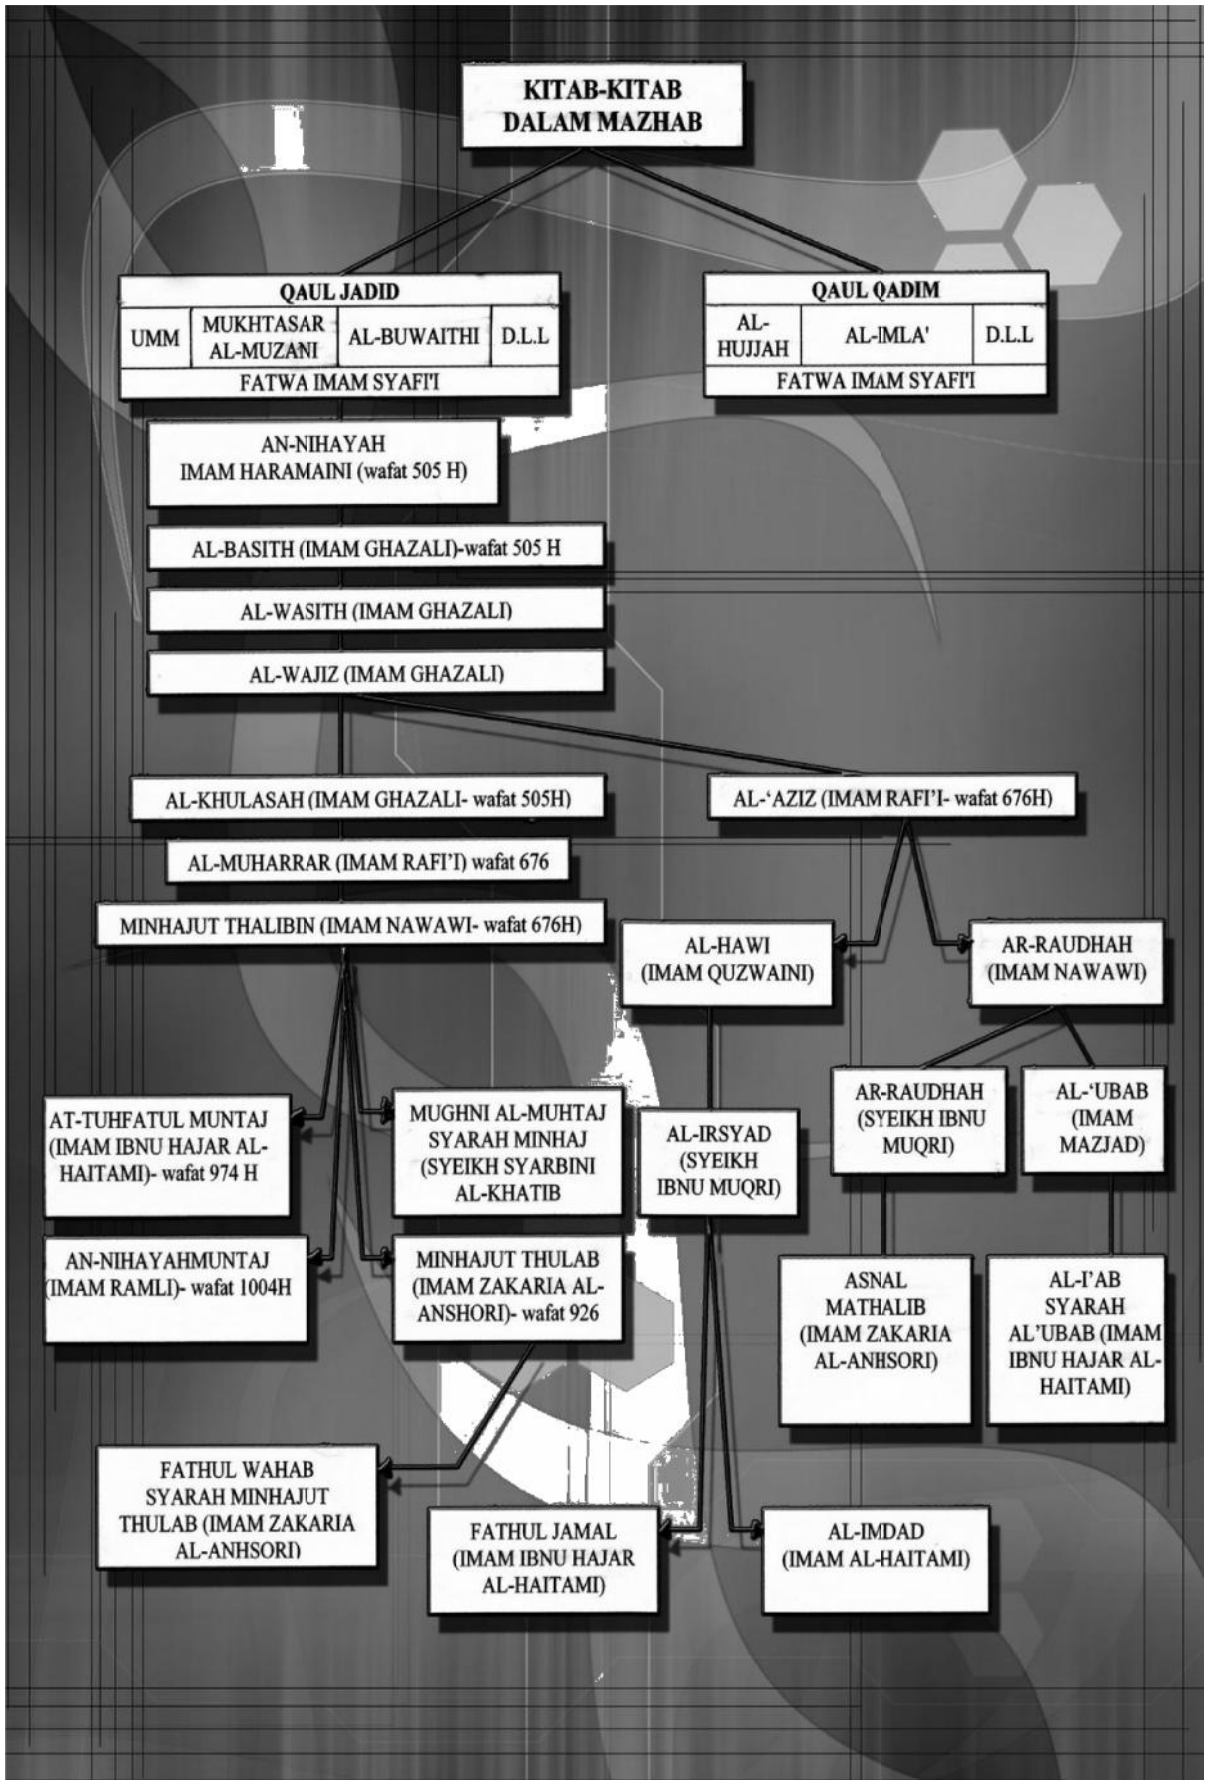 KITAB-KITAB
DALAM MAZHAB
QAUL JADID
UMM
MUKHTASAR
AL-MUZANI
AL-BUWAITHI
D.L.L
FATWA IMAM SYAFI'I
QAUL QADIM
AL-
HUJJAH
AL-IMLA'
D.L.L
FATWA IMAM SYAFI'I
AN-NIHAYAH
IMAM HARAMAINI (wafat 505 H)
AL-BASITH (IMAM GHAZALI)-wafat 505 H
AL-WASITH (IMAM GHAZALI)
AL-WAJIZ (IMAM GHAZALI)
AL-KHULASAH (IMAM GHAZALI- wafat 505H)
AL-'AZIZ (IMAM RAFI'I- wafat 676H)
AL-MUHARRAR (IMAM RAFI'I) wafat 676
MINHAJUT THALIBIN (IMAM NAWAWI- wafat 676H)
AL-HAWI
(IMAM QUZWAINI)
AR-RAUDHAH
(IMAM NAWAWI)
AT-TUHFATUL MUNTAJ
(IMAM IBNU HAJAR AL-
HAITAMI)- wafat 974 H
MUGHNI AL-MUHTAJ
SYARAH MINHAJ
(SYEIKH SYARBINI
AL-KHATIB
AL-IRSYAD
(SYEIKH
IBNU MUQRI)
AR-RAUDHAH
(SYEIKH IBNU
MUQRI)
AL-'UBAB
(IMAM
MAZJAD)
AN-NIHAYAHMUNTAJ
(IMAM RAMLI)- wafat 1004H
MINHAJUT THULAB
(IMAM ZAKARIA AL-
ANSHORI)- wafat 926
ASNAL
MATHALIB
(IMAM ZAKARIA
AL-ANHSORI)
AL-I'AB
SYARAH
AL'UBAB (IMAM
IBNU HAJAR AL-
HAITAMI)
FATHUL WAHAB
SYARAH MINHAJUT
THULAB (IMAM ZAKARIA
AL-ANHSORI)
FATHUL JAMAL
(IMAM IBNU HAJAR
AL-HAITAMI)
AL-IMDAD
(IMAM AL-HAITAMI)